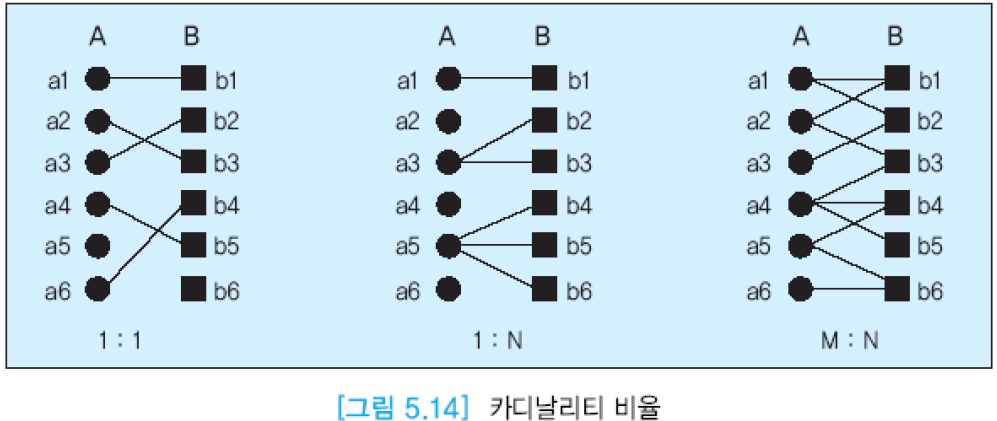 A B
a1 b1
a2 b2
a3 b3
a4 b4
a5 b5
a6 b6
1 : 1
A B
a1 b1
a2 b2
a3 b3
a4 b4
a5 b5
a6 b6
1 : N
A B
a1 b1
a2 b2
a3 b3
a4 b4
a5 b5
a6 b6
M : N
[그림 5.14] 카디날리티 비율